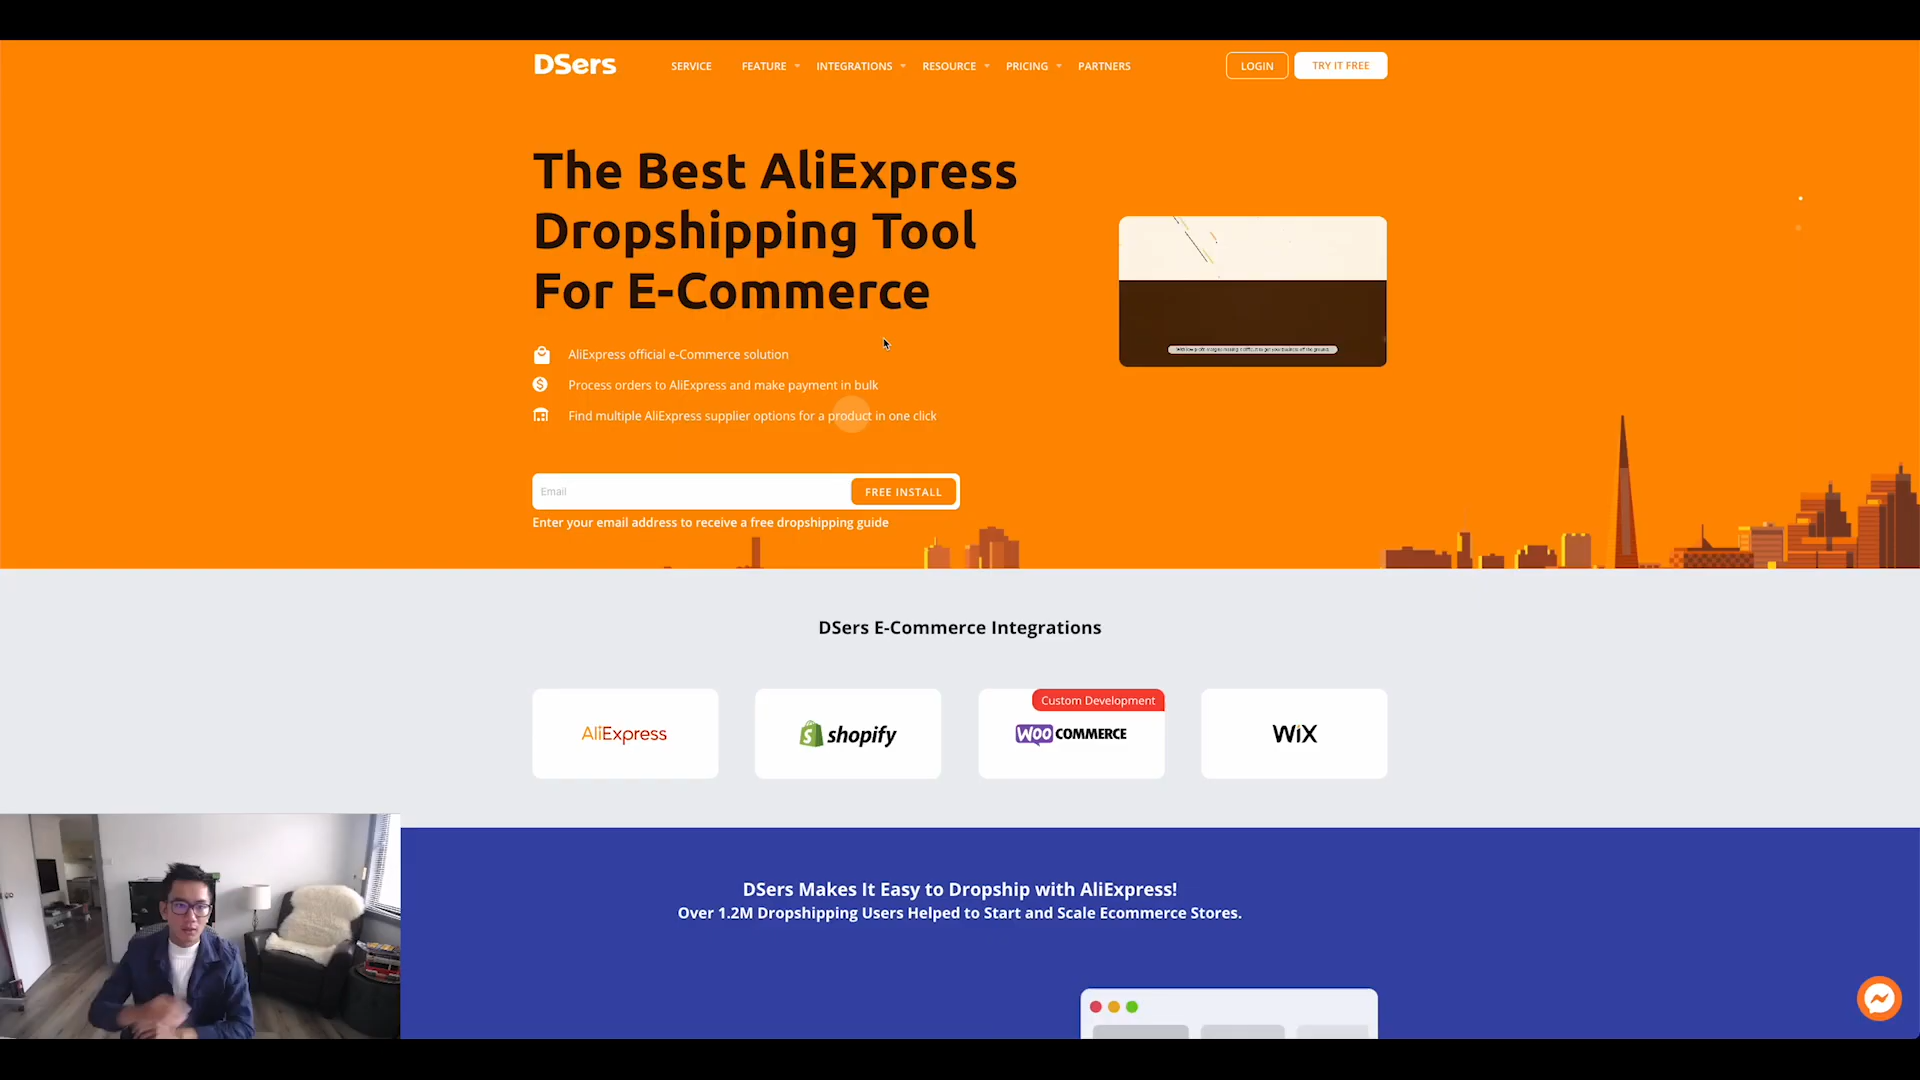 DSers
SERVICE
FEATURE
INTEGRATIONS
RESOURCE
PRICING
PARTNERS
LOGIN
TRY IT FREE
The Best AliExpress
Dropshipping Tool
For E-Commerce
AliExpress official e-Commerce solution
Process orders to AliExpress and make payment in bulk
Find multiple AliExpress supplier options for a product in one click
Email
FREE INSTALL
Enter your email address to receive a free dropshipping guide
DSers E-Commerce Integrations
AliExpress
shopify
Custom Development
WOO COMMERCE
WiX
DSers Makes It Easy to Dropship with AliExpress!
Over 1.2M Dropshipping Users Helped to Start and Scale Ecommerce Stores.